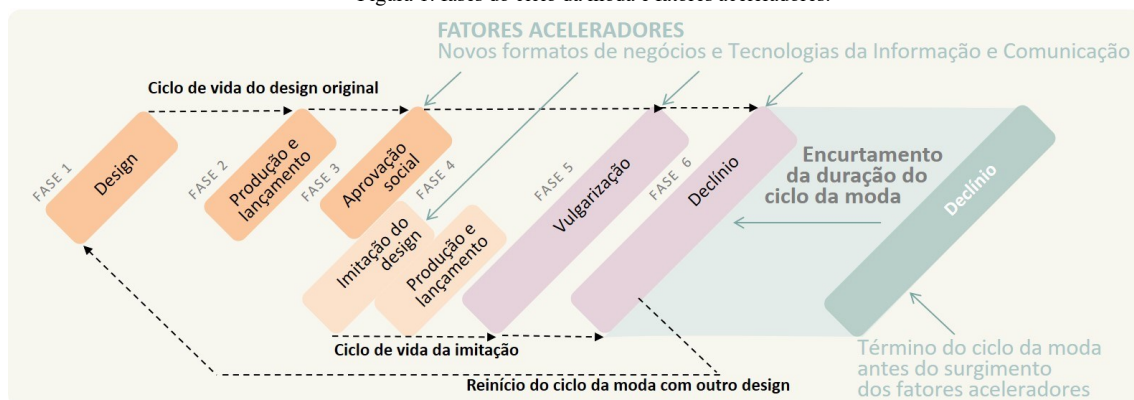 FATORES ACELERADORES
Novos formatos de negócios e Tecnologias da Informação e Comunicação
Ciclo de vida do design original
FASE 1
Design
FASE 2
Produção e
lançamento
FASE 3
Aprovação
social
FASE 4
Imitação do
design
Produção e
lançamento
FASE 5
Vulgarização
FASE 6
Declínio
Encurtamento
da duração do
ciclo da moda
Declínio
Ciclo de vida da imitação
Reinício do ciclo da moda com outro design
Término do ciclo da moda
antes do surgimento
dos fatores aceleradores